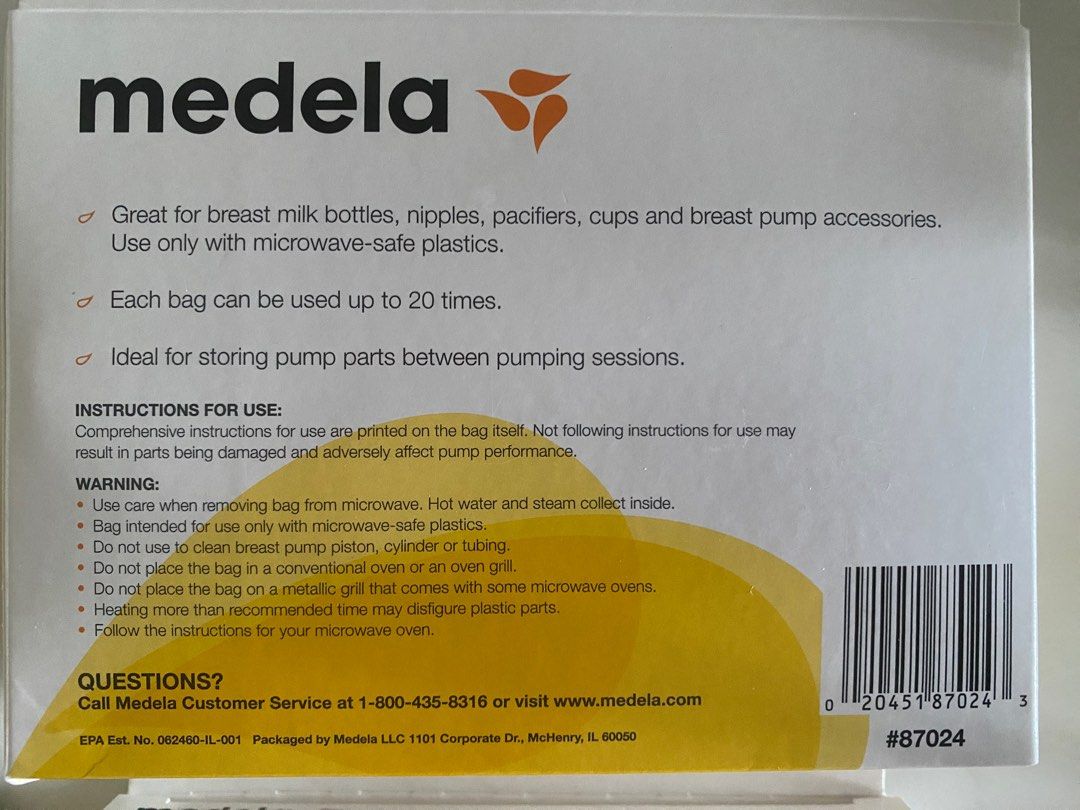 medela
Great for breast milk bottles, nipples, pacifiers, cups and breast pump accessories.
Use only with microwave-safe plastics.
Each bag can be used up to 20 times.
Ideal for storing pump parts between pumping sessions.
INSTRUCTIONS FOR USE:
Comprehensive instructions for use are printed on the bag itself. Not following instructions for use may
result in parts being damaged and adversely affect pump performance.
WARNING:
• Use care when removing bag from microwave. Hot water and steam collect inside.
• Bag intended for use only with microwave-safe plastics.
• Do not use to clean breast pump piston, cylinder or tubing.
• Do not place the bag in a conventional oven or an oven grill.
• Do not place the bag on a metallic grill that comes with some microwave ovens.
• Heating more than recommended time may disfigure plastic parts.
• Follow the instructions for your microwave oven.
QUESTIONS?
Call Medela Customer Service at 1-800-435-8316 or visit www.medela.com
EPA Est. No. 062460-IL-001 Packaged by Medela LLC 1101 Corporate Dr., McHenry, IL 60050
0 20451 87024 3
#87024